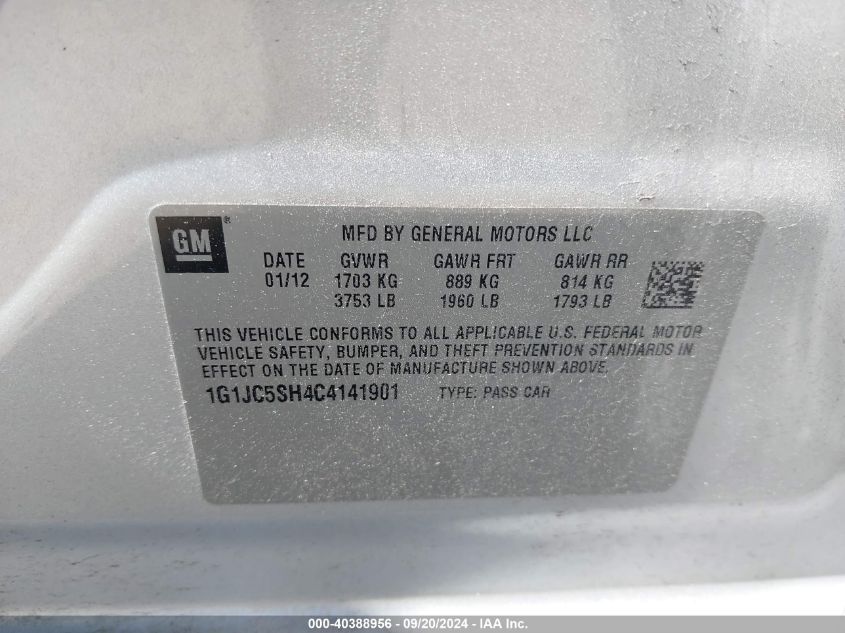 GM®
MFD BY GENERAL MOTORS LLC
DATE GVWR GAWR FRT GAWR RR
01/12 1703 KG 889 KG 814 KG
3753 LB 1960 LB 1793 LB
THIS VEHICLE CONFORMS TO ALL APPLICABLE U.S. FEDERAL MOTOR
VEHICLE SAFETY, BUMPER, AND THEFT PREVENTION STANDARDS IN
EFFECT ON THE DATE OF MANUFACTURE SHOWN ABOVE.
1G1JC5SH4C4141901 TYPE: PASS CAR
000-40388956 - 09/20/2024 - IAA Inc.